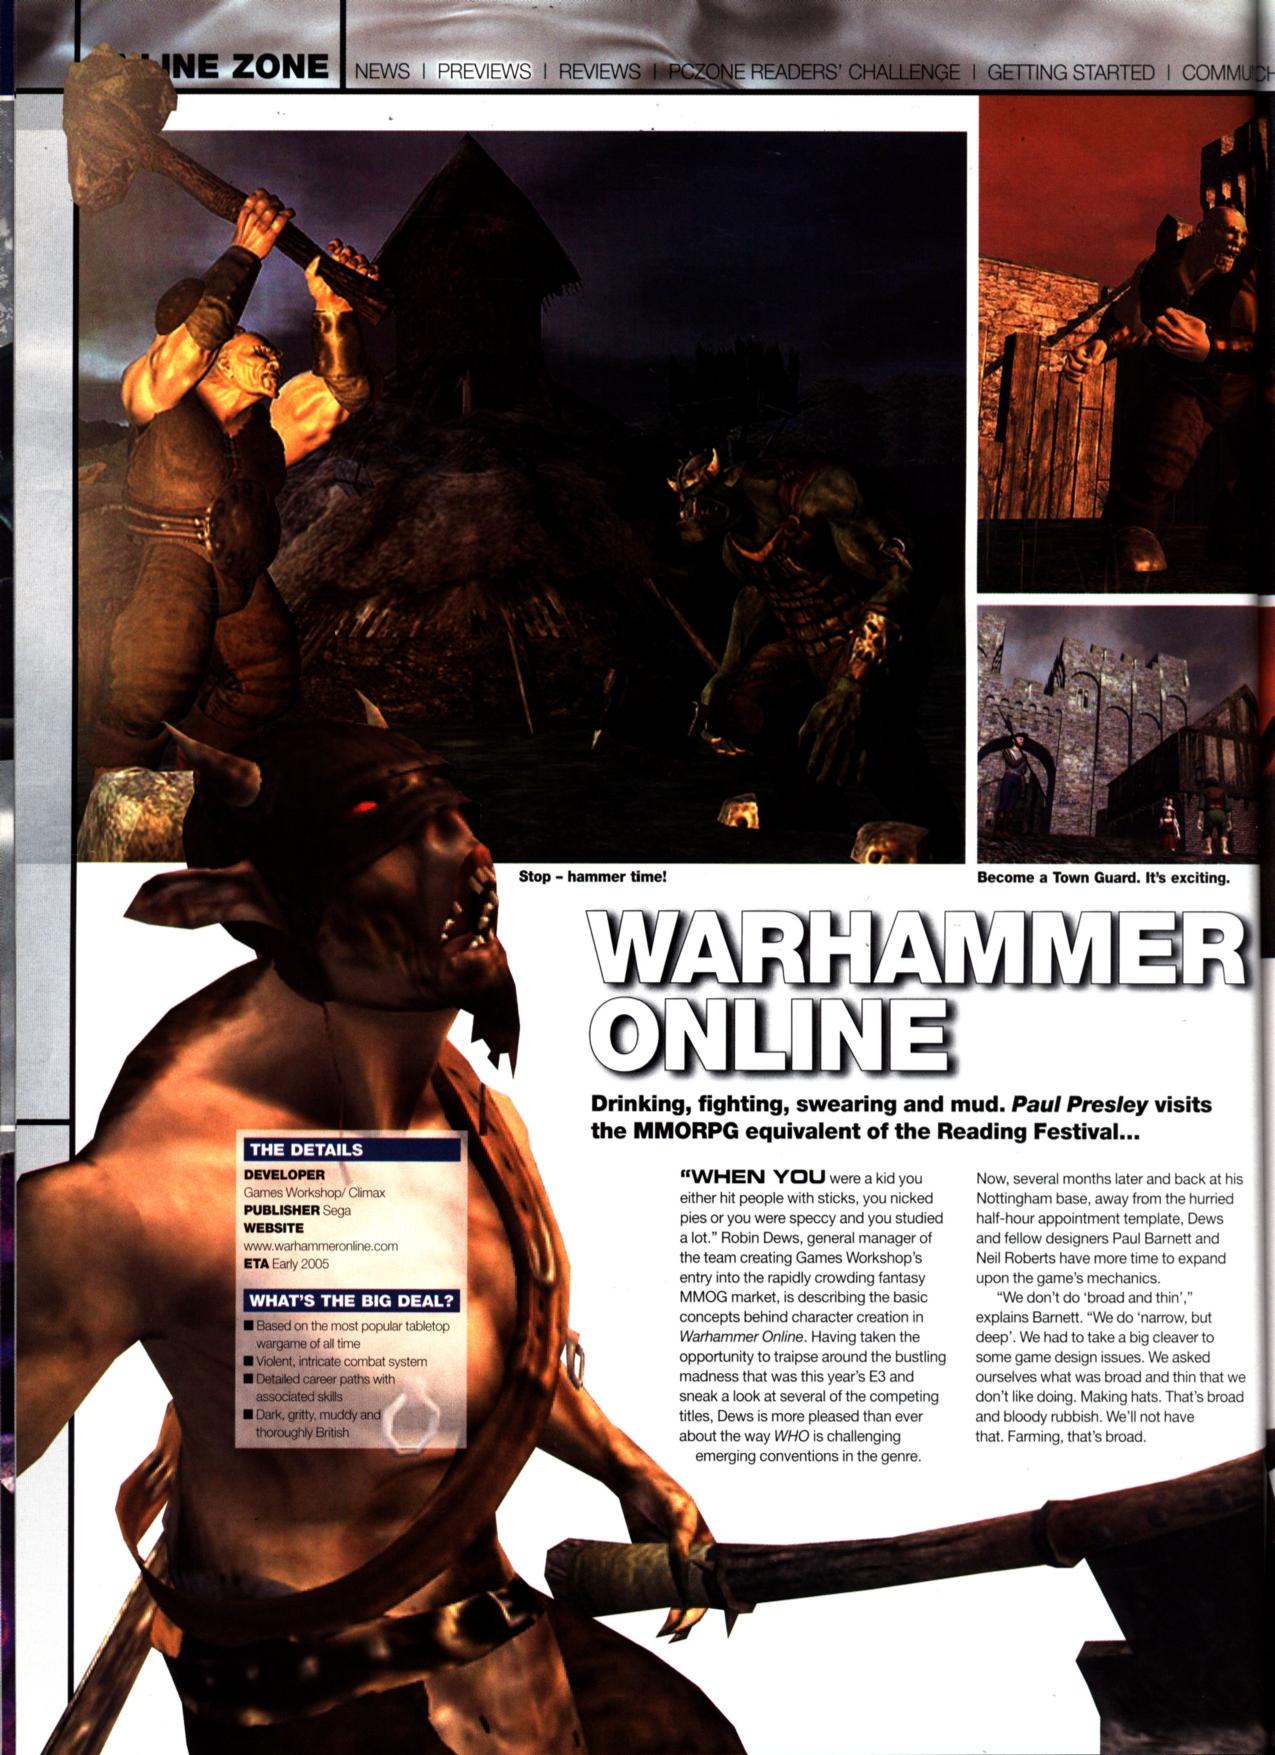 LINE ZONE
NEWS | PREVIEWS | REVIEWS | PCZONE READERS' CHALLENGE | GETTING STARTED | COMMU
Stop – hammer time!
Become a Town Guard. It's exciting.
WARHAMMER
ONLINE
Drinking, fighting, swearing and mud. Paul Presley visits
the MMORPG equivalent of the Reading Festival...
THE DETAILS
DEVELOPER
Games Workshop/ Climax
PUBLISHER Sega
WEBSITE
www.warhammeronline.com
ETA Early 2005
WHAT'S THE BIG DEAL?
■ Based on the most popular tabletop
wargame of all time
■ Violent, intricate combat system
■ Detailed career paths with
associated skills
■ Dark, gritty, muddy and
thoroughly British
"WHEN YOU were a kid you
either hit people with sticks, you nicked
pies or you were speccy and you studied
a lot." Robin Dews, general manager of
the team creating Games Workshop's
entry into the rapidly crowding fantasy
MMOG market, is describing the basic
concepts behind character creation in
Warhammer Online. Having taken the
opportunity to traipse around the bustling
madness that was this year's E3 and
sneak a look at several of the competing
titles, Dews is more pleased than ever
about the way WHO is challenging
emerging conventions in the genre.
Now, several months later and back at his
Nottingham base, away from the hurried
half-hour appointment template, Dews
and fellow designers Paul Barnett and
Neil Roberts have more time to expand
upon the game's mechanics.
"We don't do 'broad and thin',"
explains Barnett. "We do 'narrow, but
deep'. We had to take a big cleaver to
some game design issues. We asked
ourselves what was broad and thin that we
don't like doing. Making hats. That's broad
and bloody rubbish. We'll not have
that. Farming, that's broad.